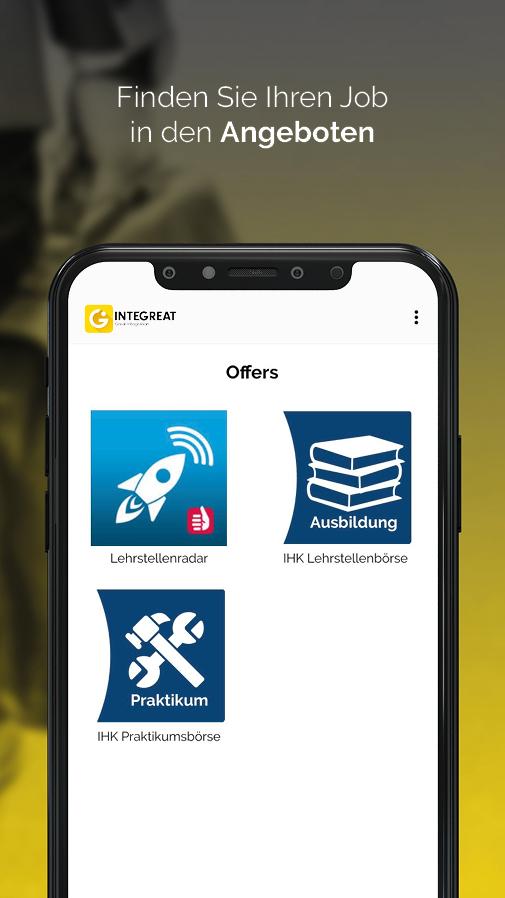 Finden Sie Ihren Job
in den Angeboten
INTEGREAT
Offers
Ausbildung
Lehrstellenradar
IHK Lehrstellenbörse
Praktikum
IHK Praktikumsbörse